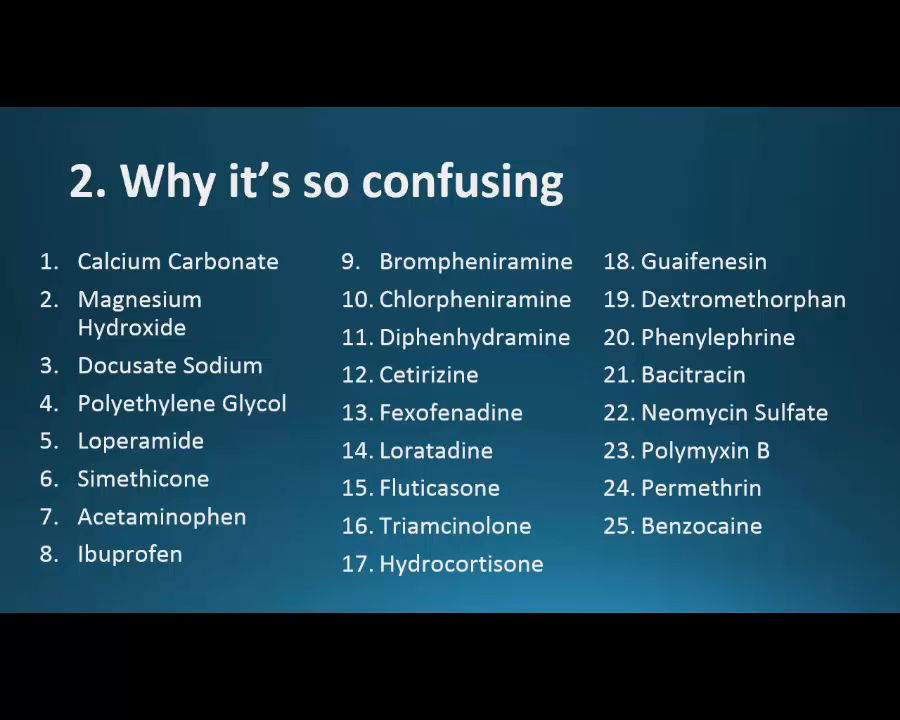 2. Why it's so confusing
1. Calcium Carbonate
2. Magnesium
Hydroxide
3. Docusate Sodium
4. Polyethylene Glycol
5. Loperamide
6. Simethicone
7. Acetaminophen
8. Ibuprofen
9. Brompheniramine
10. Chlorpheniramine
11. Diphenhydramine
12. Cetirizine
13. Fexofenadine
14. Loratadine
15. Fluticasone
16. Triamcinolone
17. Hydrocortisone
18. Guaifenesin
19. Dextromethorphan
20. Phenylephrine
21. Bacitracin
22. Neomycin Sulfate
23. Polymyxin B
24. Permethrin
25. Benzocaine